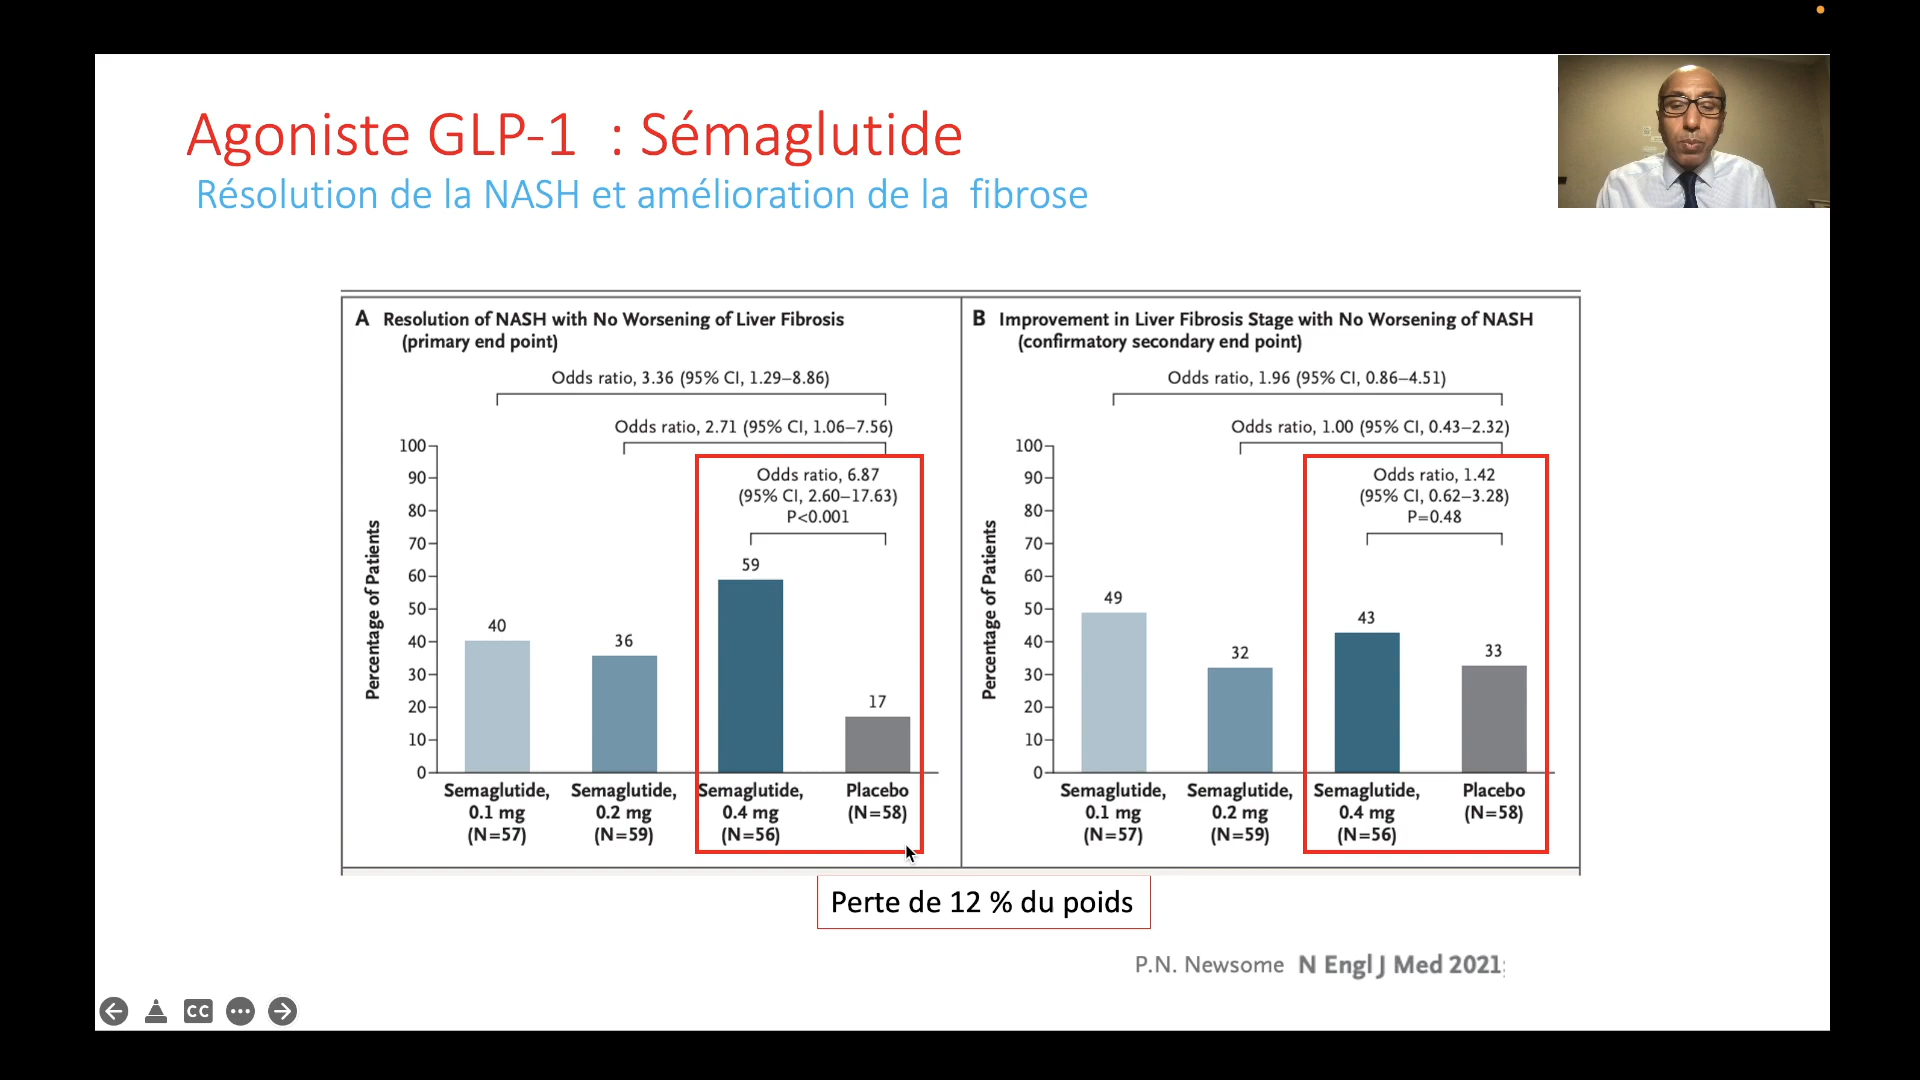 Agoniste GLP-1 : Sémaglutide
Résolution de la NASH et amélioration de la fibrose
A Resolution of NASH with No Worsening of Liver Fibrosis
(primary end point)
Odds ratio, 3.36 (95% CI, 1.29–8.86)
Odds ratio, 2.71 (95% CI, 1.06–7.56)
Odds ratio, 6.87
(95% CI, 2.60–17.63)
P<0.001
Percentage of Patients
100
90
80
70
60
50
40
30
20
10
0
40
36
59
17
Semaglutide,
0.1 mg
(N=57)
Semaglutide,
0.2 mg
(N=59)
Semaglutide,
0.4 mg
(N=56)
Placebo
(N=58)
B Improvement in Liver Fibrosis Stage with No Worsening of NASH
(confirmatory secondary end point)
Odds ratio, 1.96 (95% CI, 0.86–4.51)
Odds ratio, 1.00 (95% CI, 0.43–2.32)
Odds ratio, 1.42
(95% CI, 0.62–3.28)
P=0.48
Percentage of Patients
100
90
80
70
60
50
40
30
20
10
0
49
32
43
33
Semaglutide,
0.1 mg
(N=57)
Semaglutide,
0.2 mg
(N=59)
Semaglutide,
0.4 mg
(N=56)
Placebo
(N=58)
Perte de 12 % du poids
P.N. Newsome N Engl J Med 2021;
CC